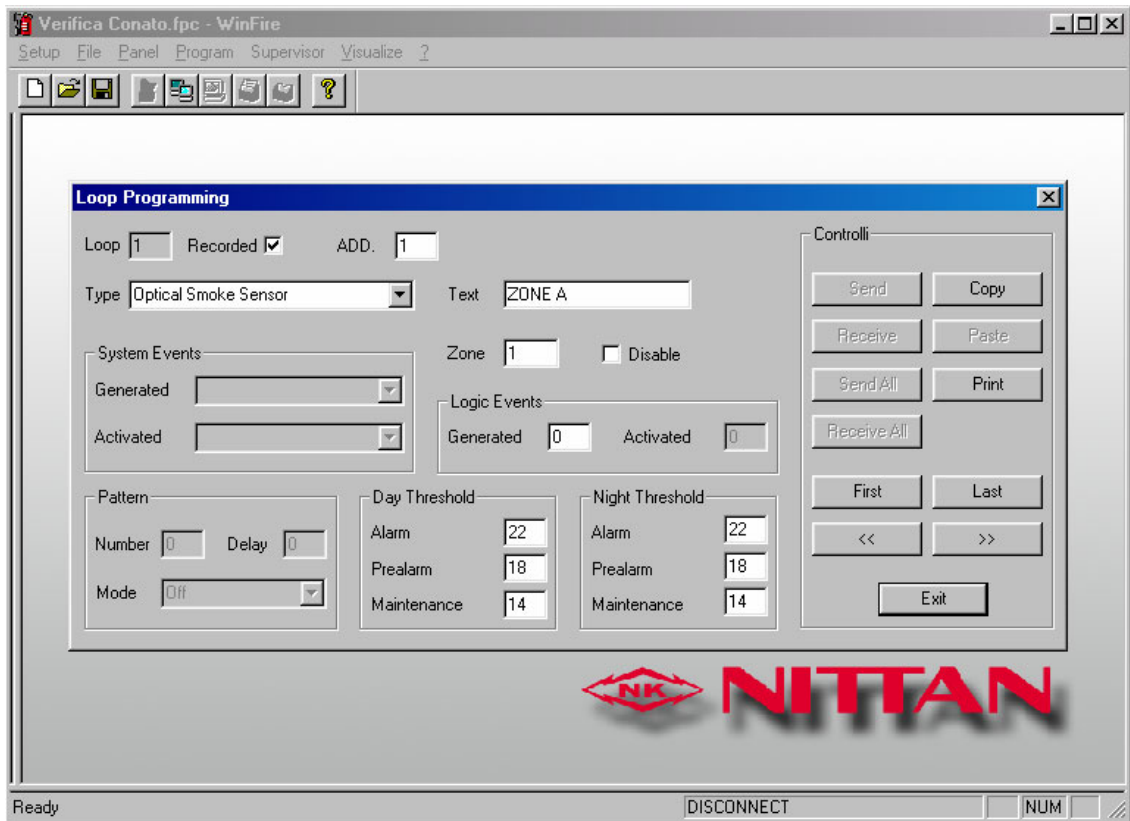 Verifica Conato.fpc - WinFire
Setup File Panel Program Supervisor Visualize ?
Loop Programming
Loop 1 Recorded ADD. 1
Type Optical Smoke Sensor Text ZONE A
Zone 1 Disable
System Events
Generated
Activated
Logic Events
Generated 0 Activated 0
Pattern
Number 0 Delay 0
Mode Off
Day Threshold
Alarm 22
Prealarm 18
Maintenance 14
Night Threshold
Alarm 22
Prealarm 18
Maintenance 14
Controlli
Send Copy
Receive Paste
Send All Print
Receive All
First Last
<< >>
Exit
NK NITTAN
Ready DISCONNECT NUM